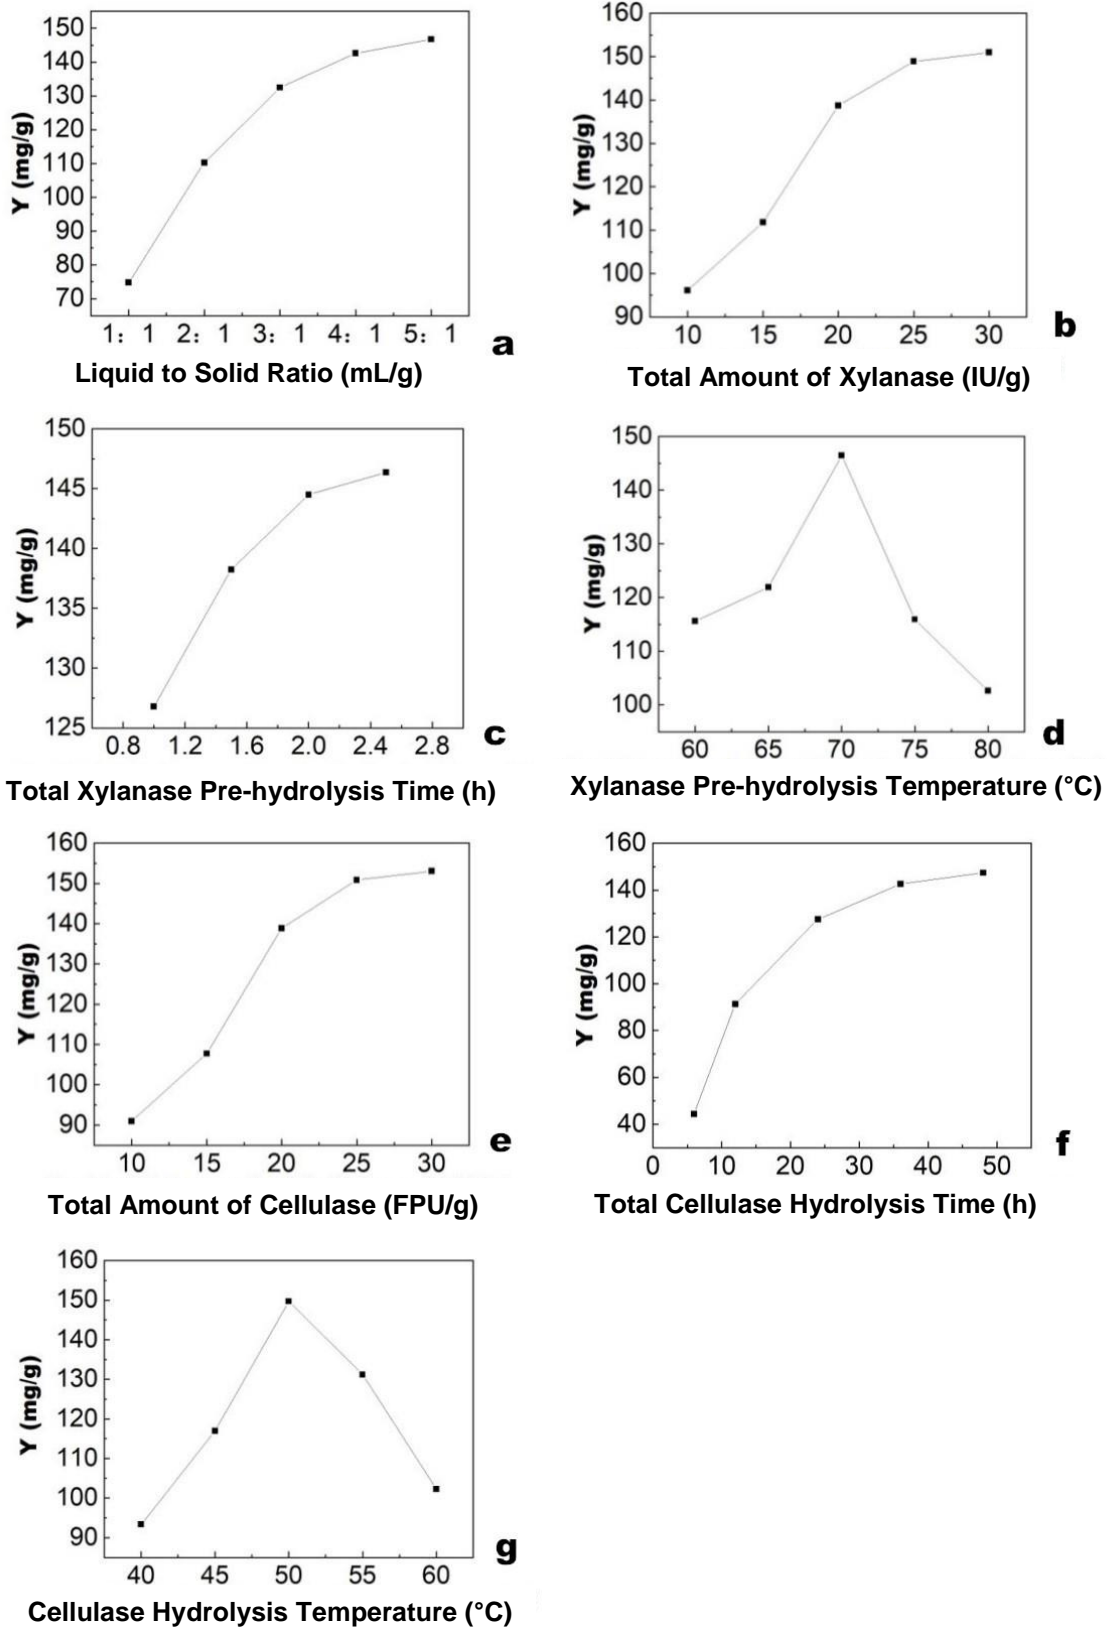 150
140
130
120
110
100
90
80
70
Y (mg/g)
1: 1 2: 1 3: 1 4: 1 5: 1
a
Liquid to Solid Ratio (mL/g)
160
150
140
130
120
110
100
90
Y (mg/g)
10 15 20 25 30
b
Total Amount of Xylanase (IU/g)
150
145
140
135
130
125
Y (mg/g)
0.8 1.2 1.6 2.0 2.4 2.8
c
Total Xylanase Pre-hydrolysis Time (h)
150
140
130
120
110
100
Y (mg/g)
60 65 70 75 80
d
Xylanase Pre-hydrolysis Temperature (°C)
160
150
140
130
120
110
100
90
Y (mg/g)
10 15 20 25 30
e
Total Amount of Cellulase (FPU/g)
160
140
120
100
80
60
40
Y (mg/g)
0 10 20 30 40 50
f
Total Cellulase Hydrolysis Time (h)
160
150
140
130
120
110
100
90
Y (mg/g)
40 45 50 55 60
g
Cellulase Hydrolysis Temperature (°C)